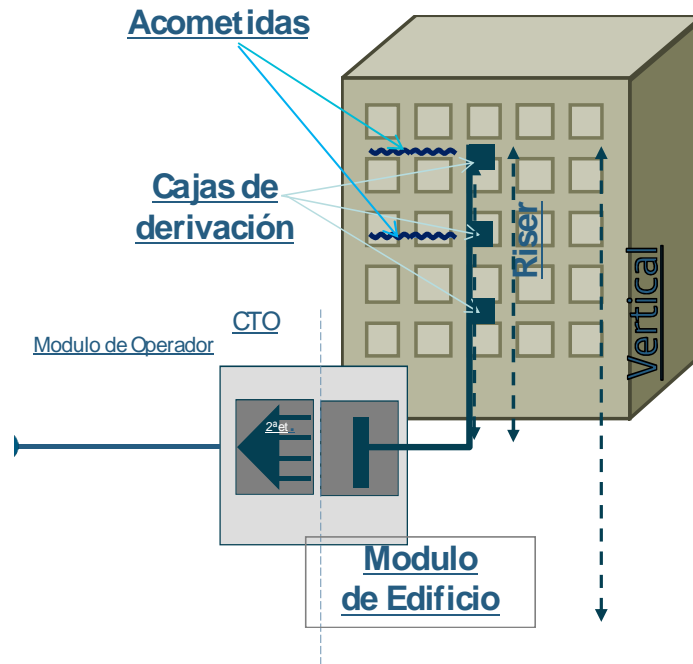 Acometidas
Cajas de
derivación
Riser
Vertical
CTO
Modulo de Operador
2ªet.
Modulo
de Edificio